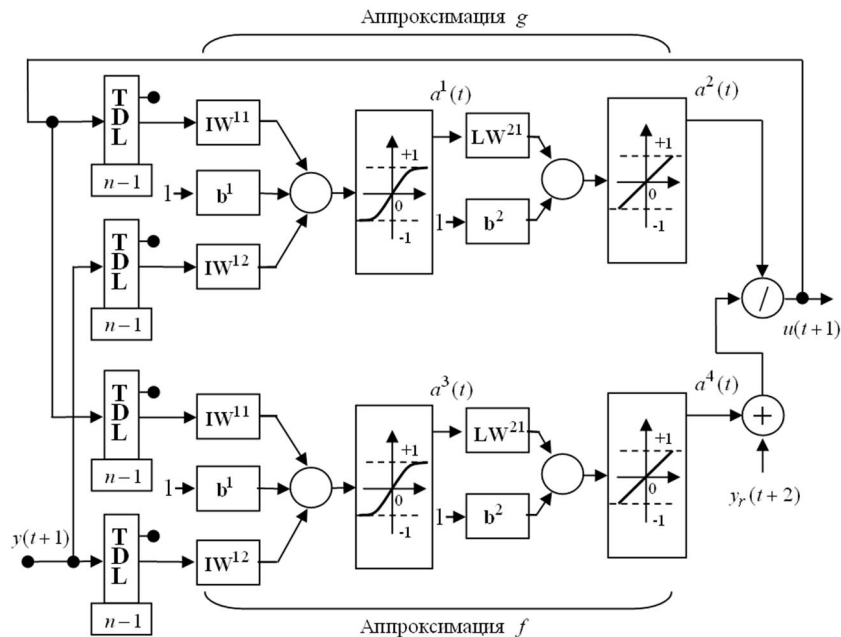 Аппроксимация g
T
D
L
n−1
IW¹¹
1
b¹
T
D
L
n−1
IW¹²
a¹(t)
+1
0
-1
LW²¹
1
b²
a²(t)
+1
0
-1
/
u(t+1)
T
D
L
n−1
IW¹¹
1
b¹
y(t+1)
T
D
L
n−1
IW¹²
a³(t)
+1
0
-1
LW²¹
1
b²
a⁴(t)
+1
0
-1
+
yᵣ(t+2)
Аппроксимация f